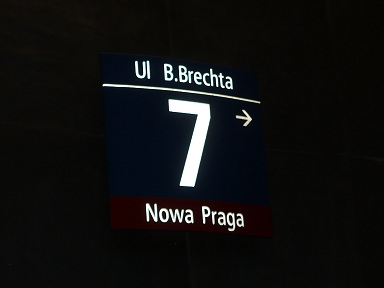 Ul B.Brechta
7 →
Nowa Praga